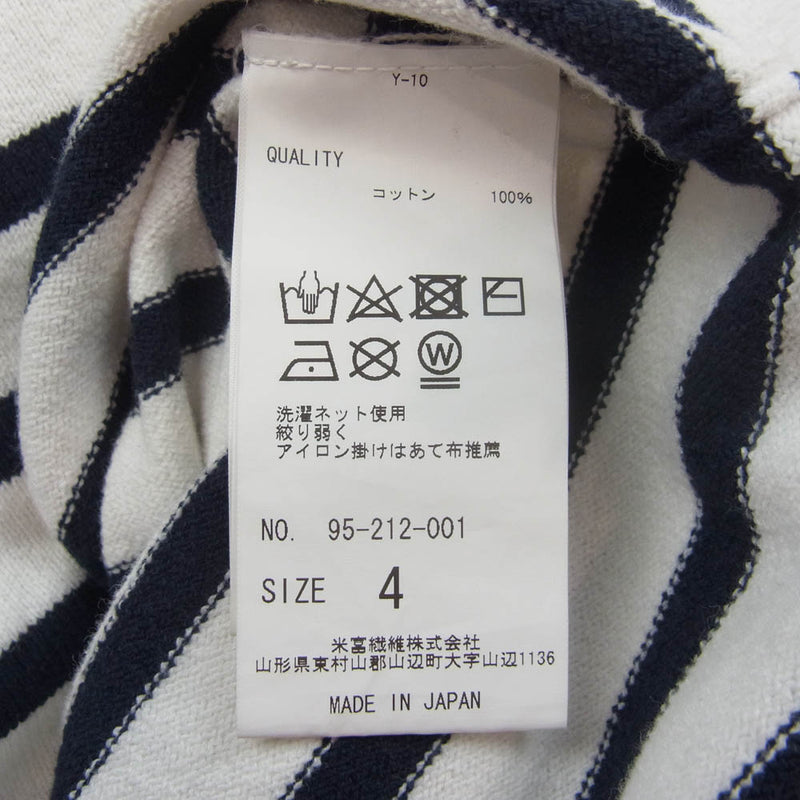 Y-10
QUALITY
コットン 100%
W
洗濯ネット使用
絞り弱く
アイロン掛けはあて布推薦
NO. 95-212-001
SIZE 4
米富繊維株式会社
山形県東村山郡山辺町大字山辺1136
MADE IN JAPAN